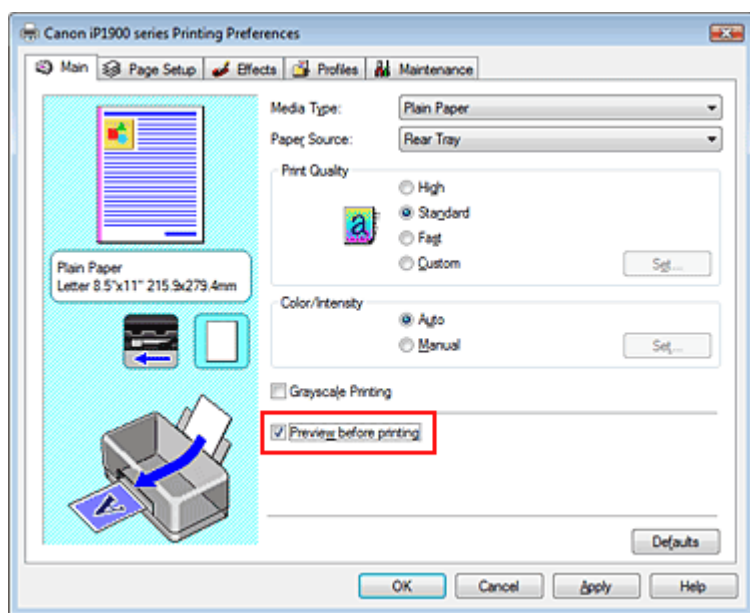 Canon iP1900 series Printing Preferences
Main Page Setup Effects Profiles Maintenance
Media Type: Plain Paper
Paper Source: Rear Tray
Print Quality
High
a Standard
Fast
Custom Set...
Plain Paper
Letter 8.5"x11" 215.9x279.4mm
Color/Intensity
Auto
Manual Set...
Grayscale Printing
Preview before printing
A
Defaults
OK Cancel Apply Help